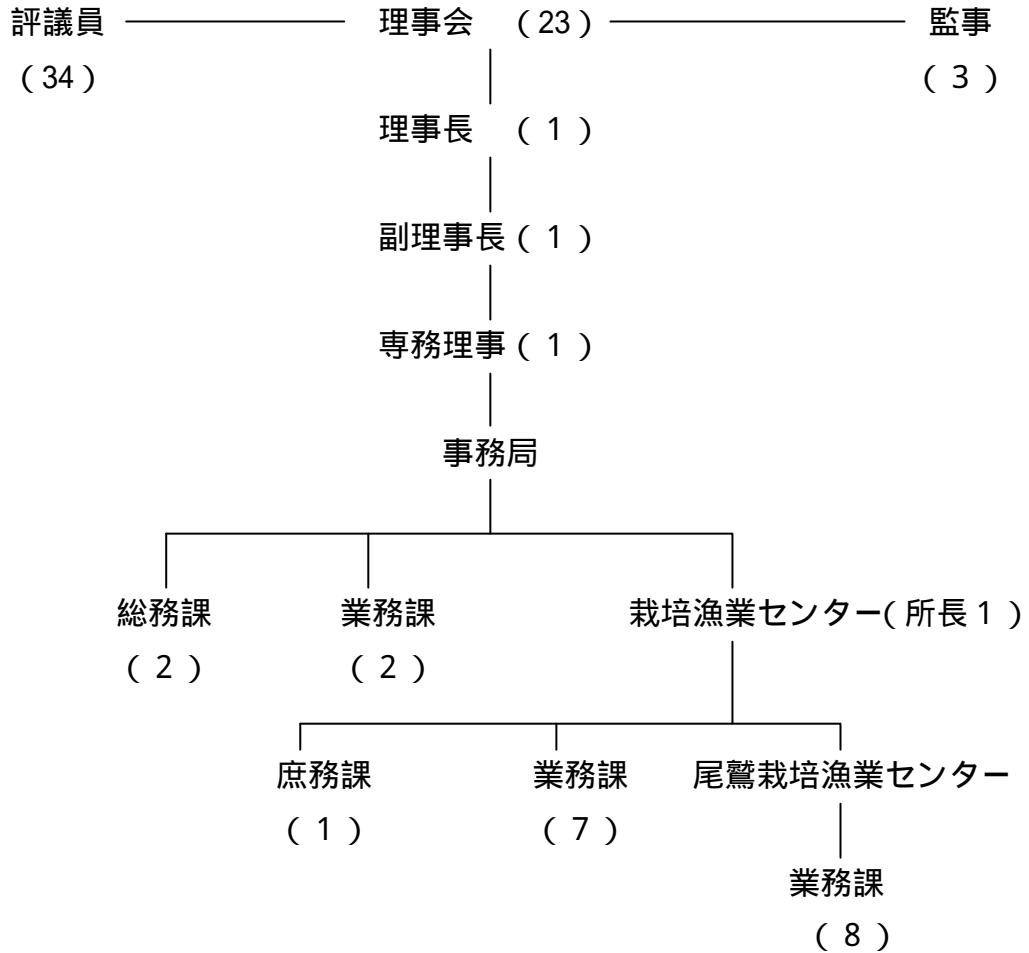 評議員 理事会 （23） 監事
（34） （３）
理事長 （１）
副理事長（１）
専務理事（１）
事務局
総務課 業務課 栽培漁業センター（所長１）
（２） （２）
庶務課 業務課 尾鷲栽培漁業センター
（１） （７）
業務課
（８）